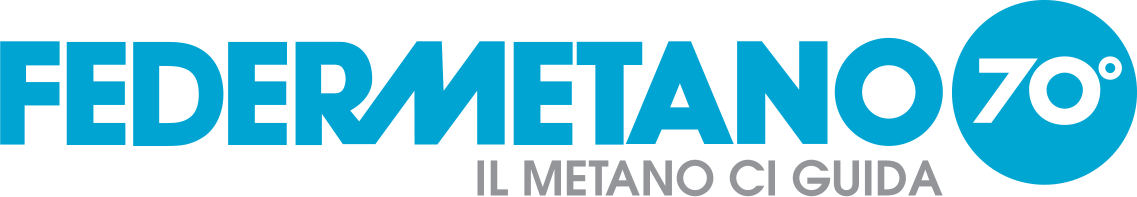 FEDERMETANO 70°
IL METANO CI GUIDA